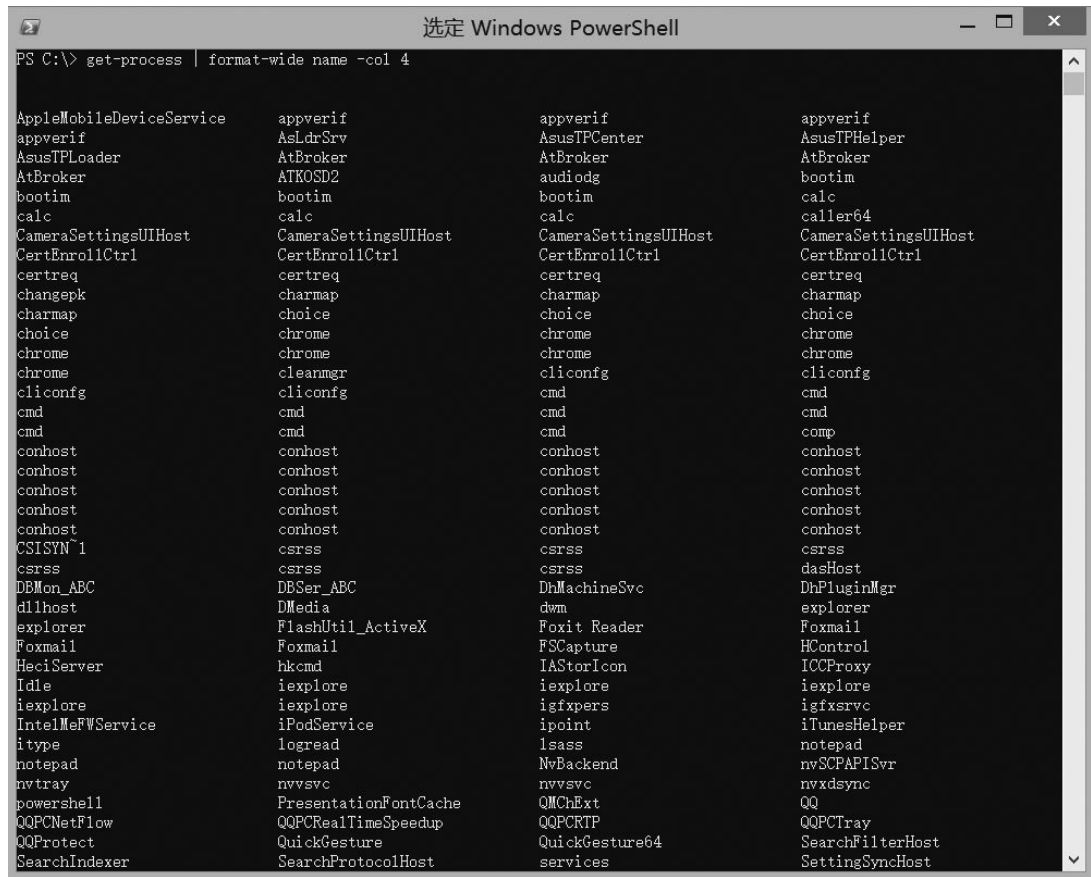 选定 Windows PowerShell
PS C:\> get-process | format-wide name -col 4
AppleMobileDeviceService appverif appverif appverif
appverif AsLdrSrv AsusTPCenter AsusTPHelper
AsusTPLoader AtBroker AtBroker AtBroker
AtBroker ATKOSD2 audiodg bootim
bootim bootim bootim calc
calc calc calc caller64
CameraSettingsUIHost CameraSettingsUIHost CameraSettingsUIHost CameraSettingsUIHost
CertEnrollCtrl CertEnrollCtrl CertEnrollCtrl CertEnrollCtrl
certreq certreq certreq certreq
changepk charmap charmap charmap
charmap choice choice choice
choice chrome chrome chrome
chrome chrome chrome chrome
chrome cleanmgr cliconfg cliconfg
cliconfg cliconfg cmd cmd
cmd cmd cmd cmd
cmd cmd cmd comp
conhost conhost conhost conhost
conhost conhost conhost conhost
conhost conhost conhost conhost
conhost conhost conhost conhost
conhost conhost conhost conhost
CSISYN~1 csrss csrss csrss
csrss csrss csrss dasHost
DBMon_ABC DBSer_ABC DhMachineSvc DhPluginMgr
dllhost DMedia dwm explorer
explorer FlashUtil_ActiveX Foxit Reader Foxmail
Foxmail Foxmail FSCapture HControl
HeciServer hkcmd IAStorIcon ICCProxy
Idle iexplore iexplore iexplore
iexplore iexplore igfxpers igfxsrvc
IntelMeFWService iPodService ipoint iTunesHelper
itype logread lsass notepad
notepad notepad NvBackend nvSCPAPISvr
nvtray nvvsvc nvvsvc nvxdsync
powershell PresentationFontCache QMChExt QQ
QQPCNetFlow QQPCRealTimeSpeedup QQPCRTP QQPCTray
QQProtect QuickGesture QuickGesture64 SearchFilterHost
SearchIndexer SearchProtocolHost services SettingSyncHost